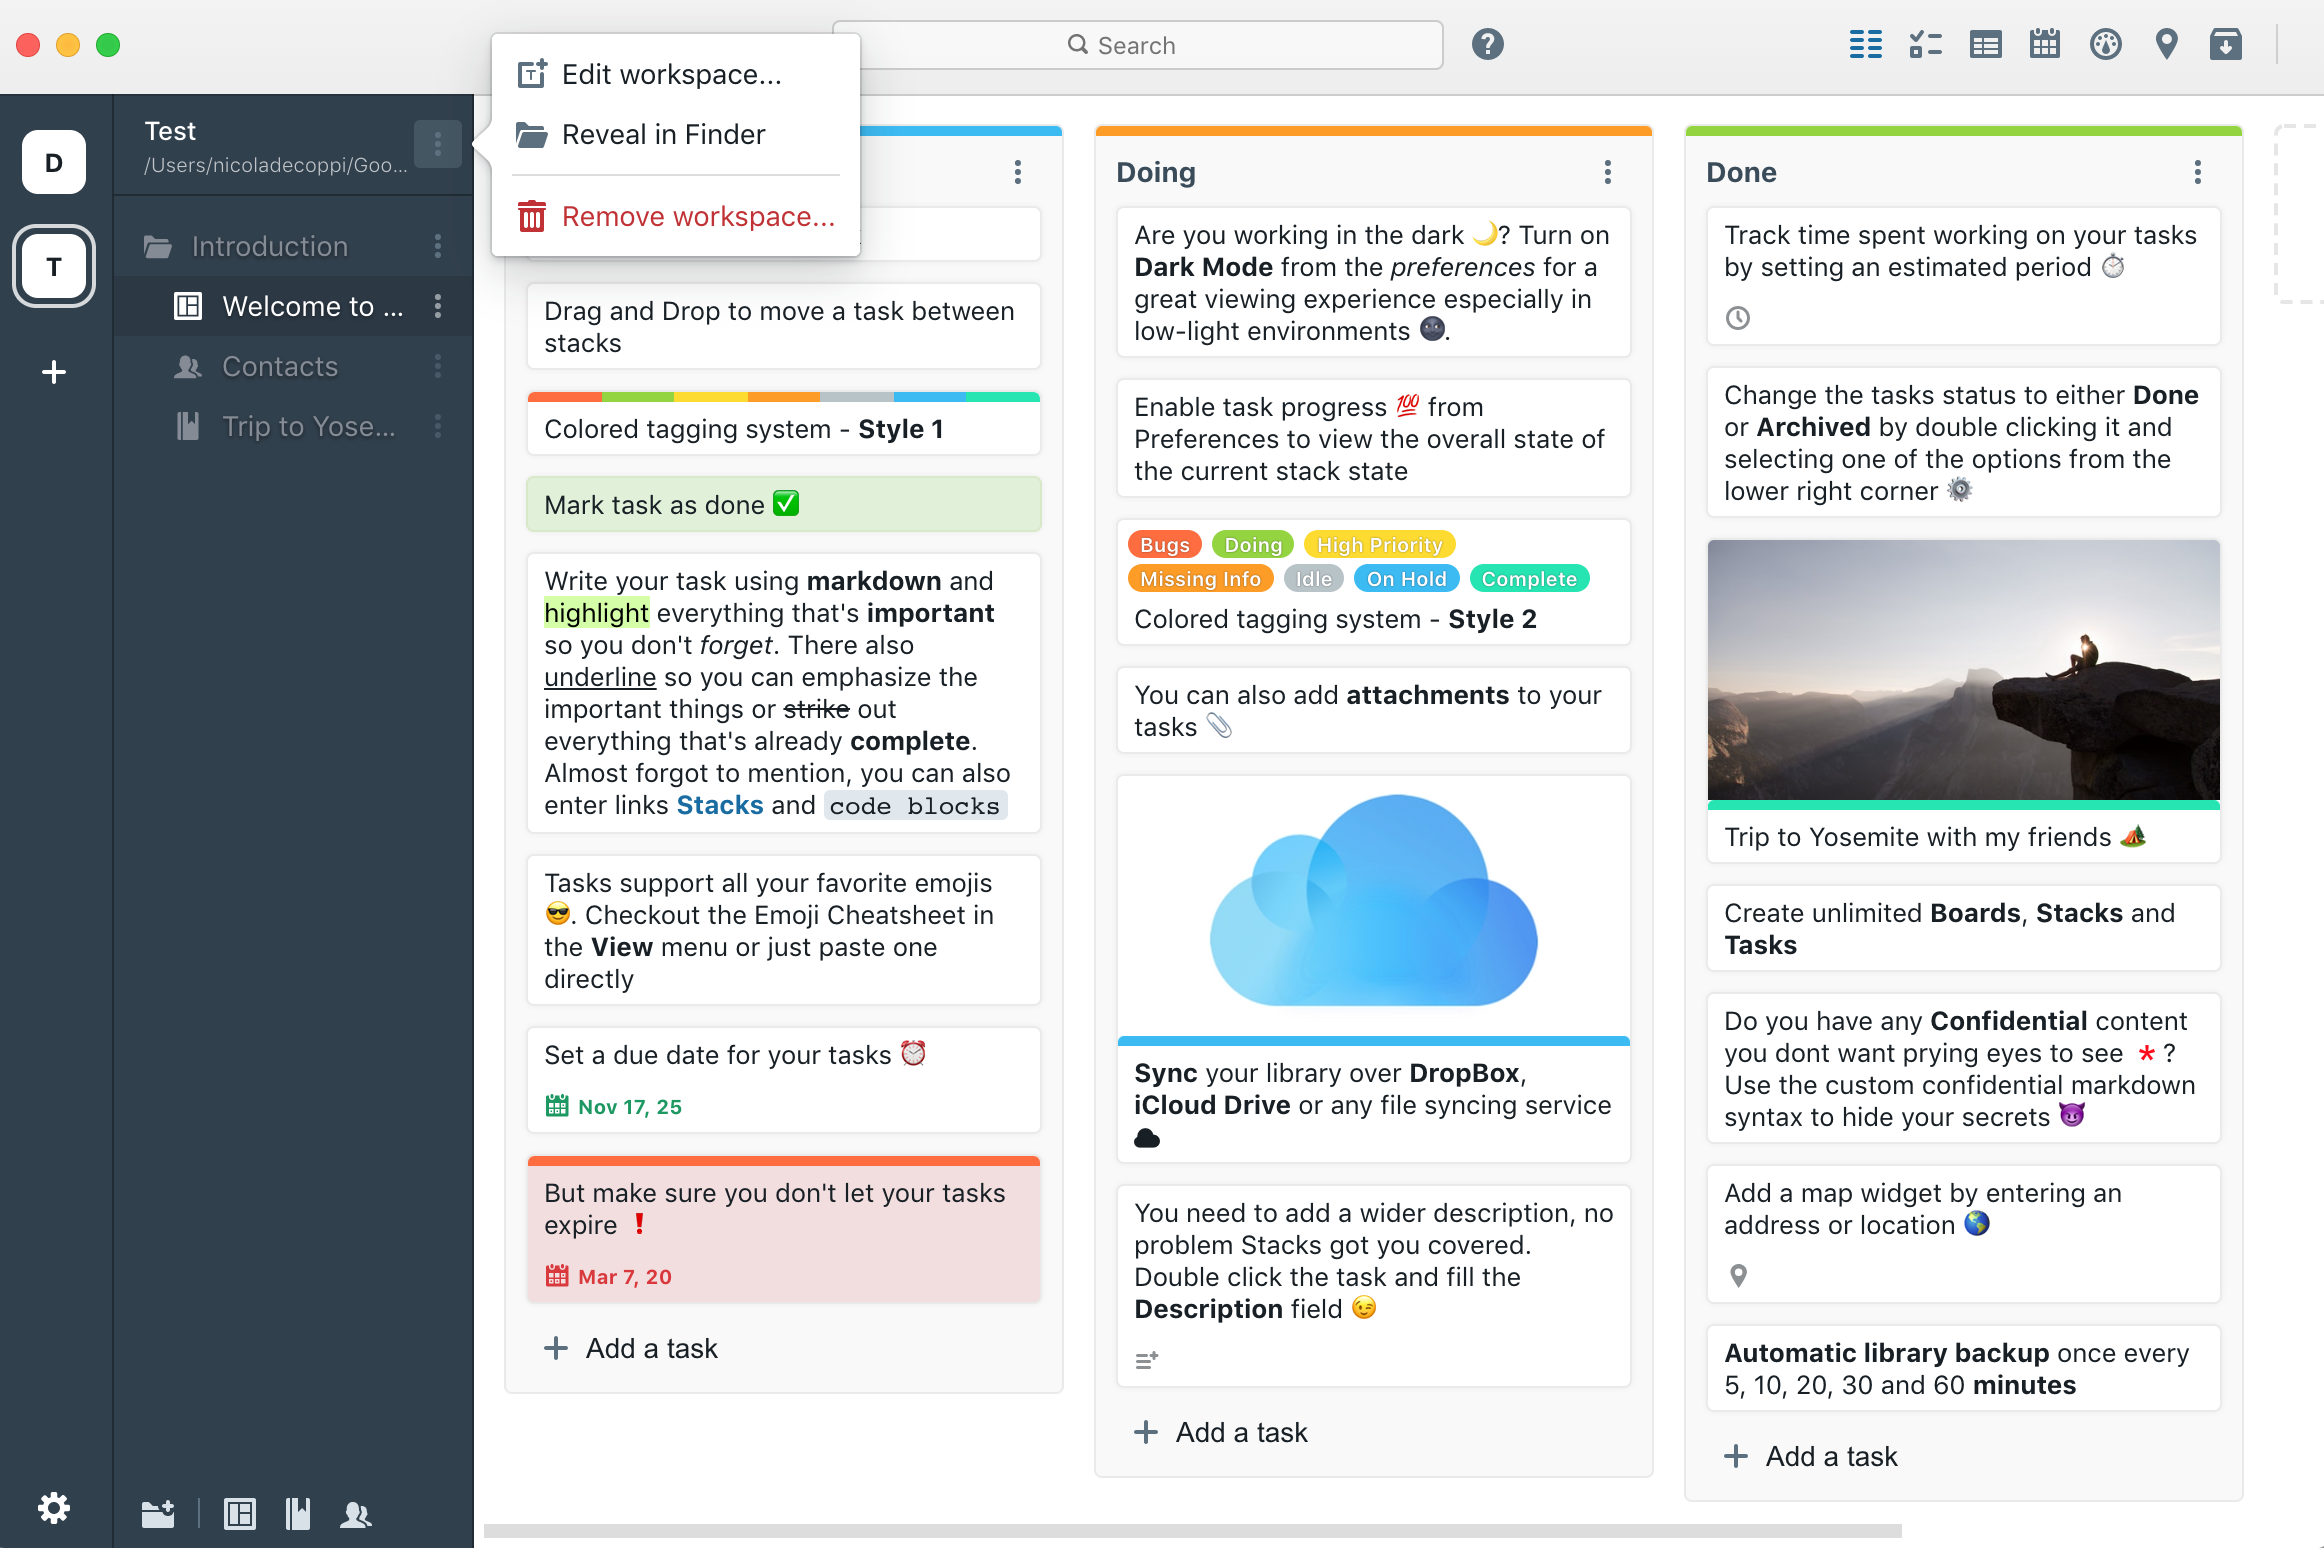 Search
?
Edit workspace...
Reveal in Finder
Remove workspace...
D
T
Test
/Users/nicoladecoppi/Goo...
Introduction
Welcome to ...
Contacts
Trip to Yose...
Drag and Drop to move a task between
stacks
Colored tagging system - Style 1
Mark task as done ✅
Write your task using markdown and
highlight everything that's important
so you don't forget. There also
underline so you can emphasize the
important things or strike out
everything that's already complete.
Almost forgot to mention, you can also
enter links Stacks and code blocks
Tasks support all your favorite emojis
😎. Checkout the Emoji Cheatsheet in
the View menu or just paste one
directly
Set a due date for your tasks ⏰
Nov 17, 25
But make sure you don't let your tasks
expire ❗
Mar 7, 20
Add a task
Doing
Are you working in the dark 🌙? Turn on
Dark Mode from the preferences for a
great viewing experience especially in
low-light environments 🌚.
Enable task progress 💯 from
Preferences to view the overall state of
the current stack state
Bugs Doing High Priority
Missing Info Idle On Hold Complete
Colored tagging system - Style 2
You can also add attachments to your
tasks 📎
Sync your library over DropBox,
iCloud Drive or any file syncing service
☁
You need to add a wider description, no
problem Stacks got you covered.
Double click the task and fill the
Description field 😉
Add a task
Done
Track time spent working on your tasks
by setting an estimated period ⏱
Change the tasks status to either Done
or Archived by double clicking it and
selecting one of the options from the
lower right corner ⚙
Trip to Yosemite with my friends 🏕
Create unlimited Boards, Stacks and
Tasks
Do you have any Confidential content
you dont want prying eyes to see * ?
Use the custom confidential markdown
syntax to hide your secrets 😈
Add a map widget by entering an
address or location 🌎
Automatic library backup once every
5, 10, 20, 30 and 60 minutes
Add a task